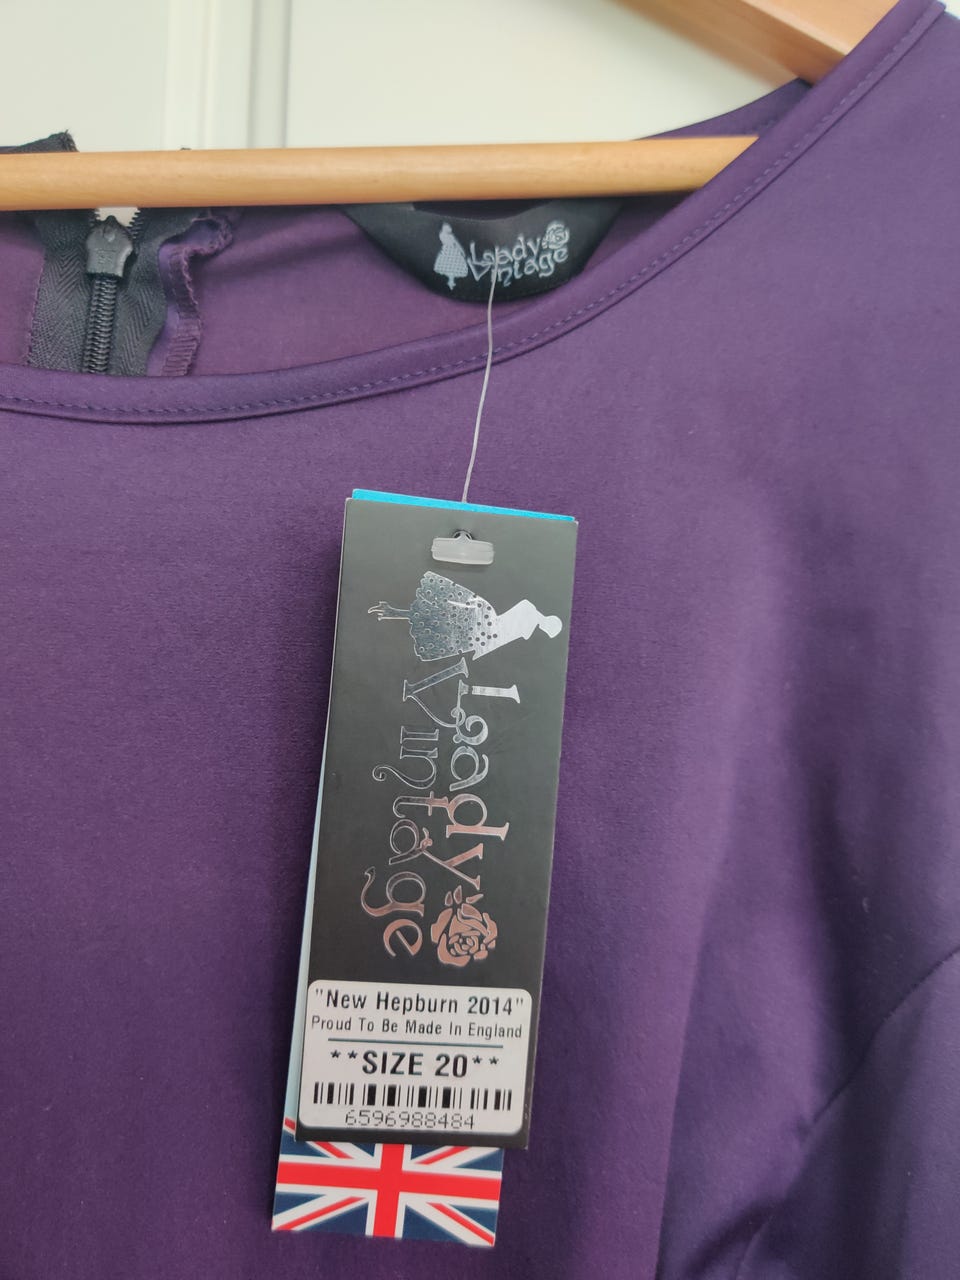 Lady
Vintage
Lady
Vintage
"New Hepburn 2014"
Proud To Be Made In England
**SIZE 20**
6596988484